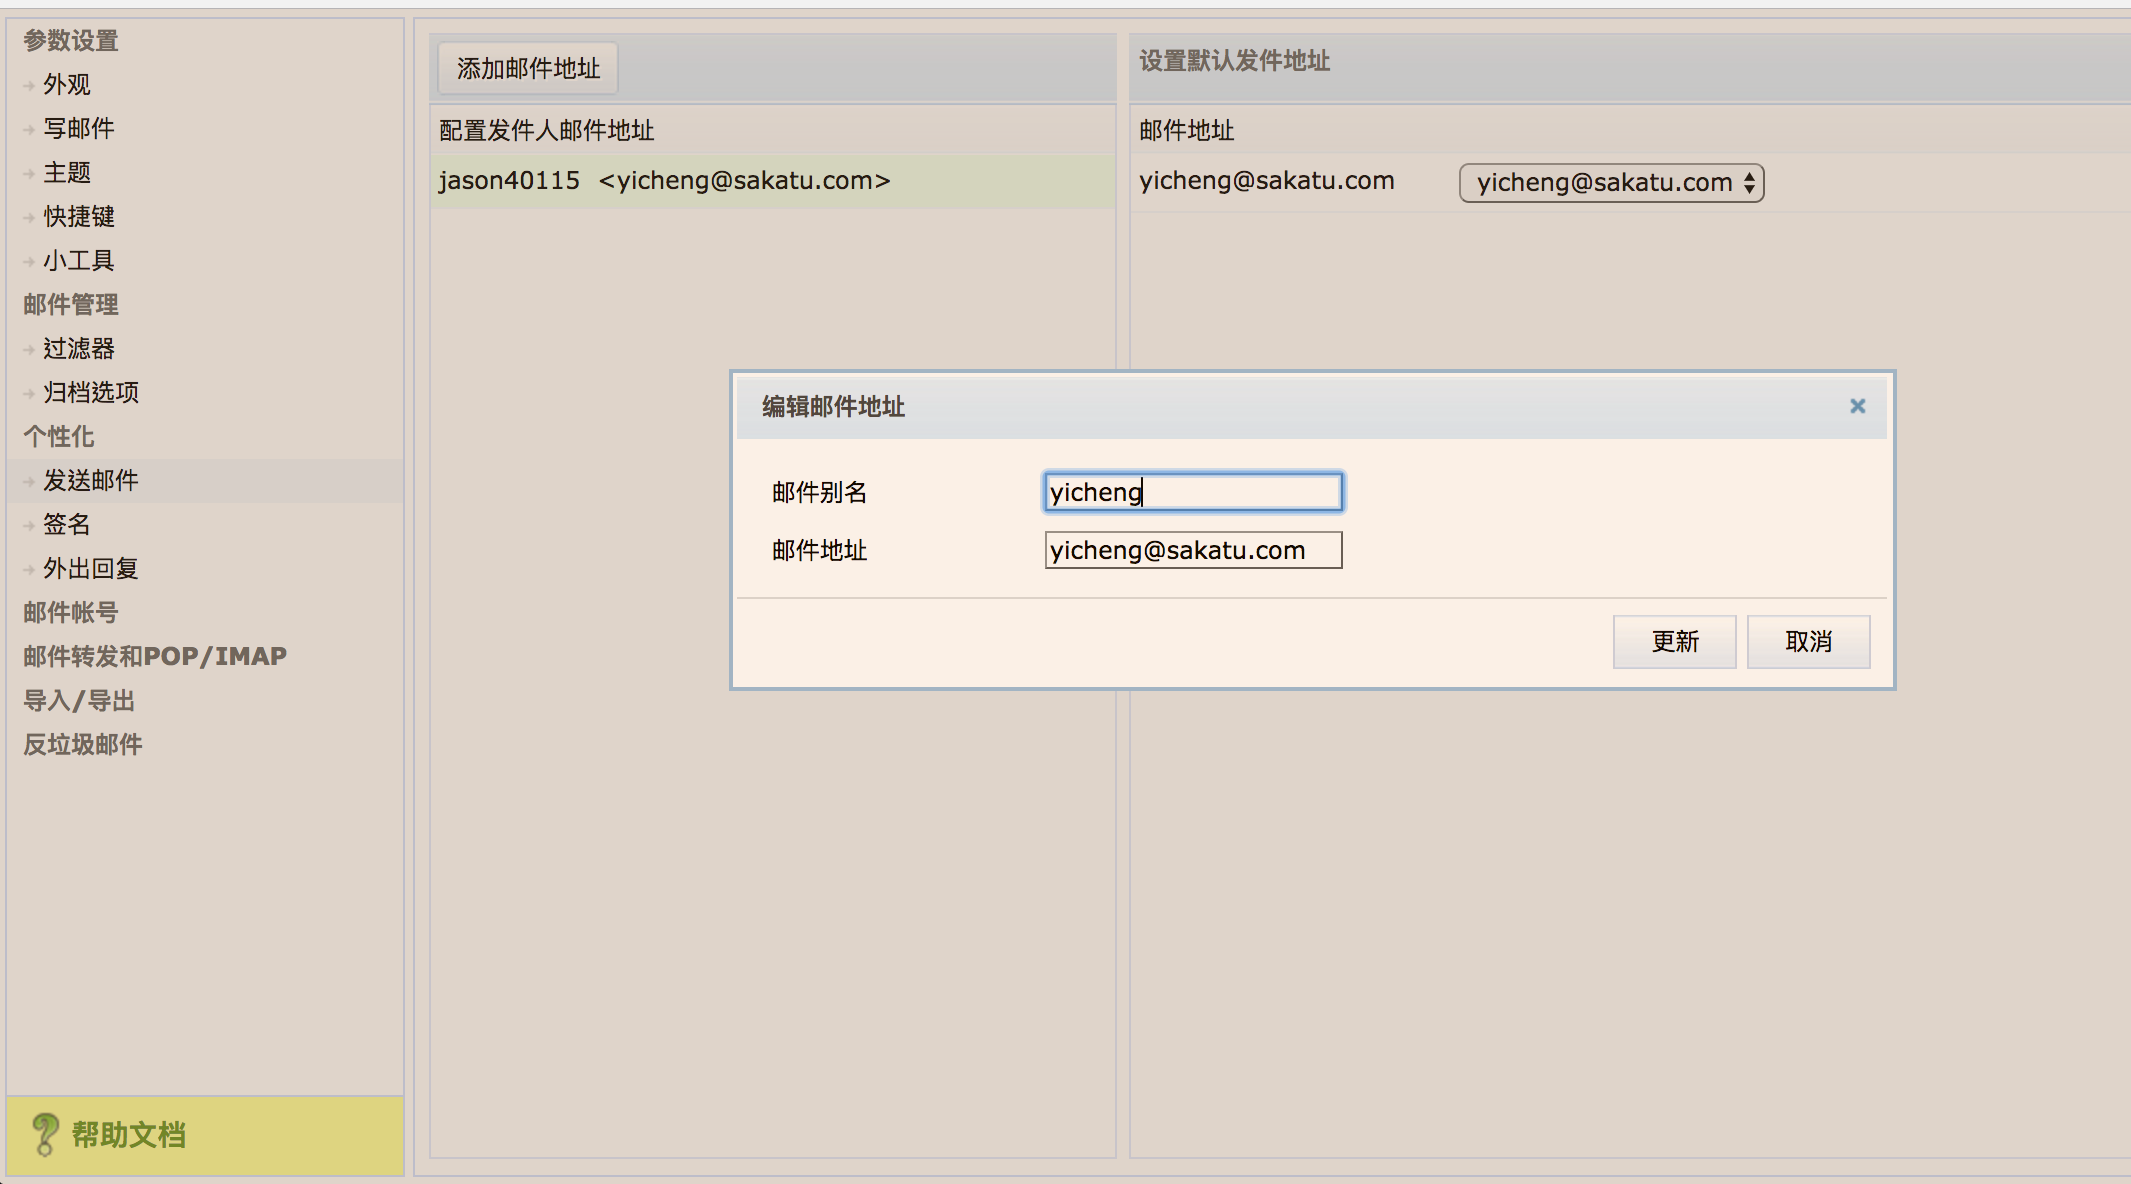 参数设置
外观
写邮件
主题
快捷键
小工具
邮件管理
过滤器
归档选项
个性化
发送邮件
签名
外出回复
邮件帐号
邮件转发和POP/IMAP
导入/导出
反垃圾邮件
帮助文档
添加邮件地址
配置发件人邮件地址
jason40115 <yicheng@sakatu.com>
设置默认发件地址
邮件地址
yicheng@sakatu.com yicheng@sakatu.com
编辑邮件地址
邮件别名 yicheng
邮件地址 yicheng@sakatu.com
更新 取消